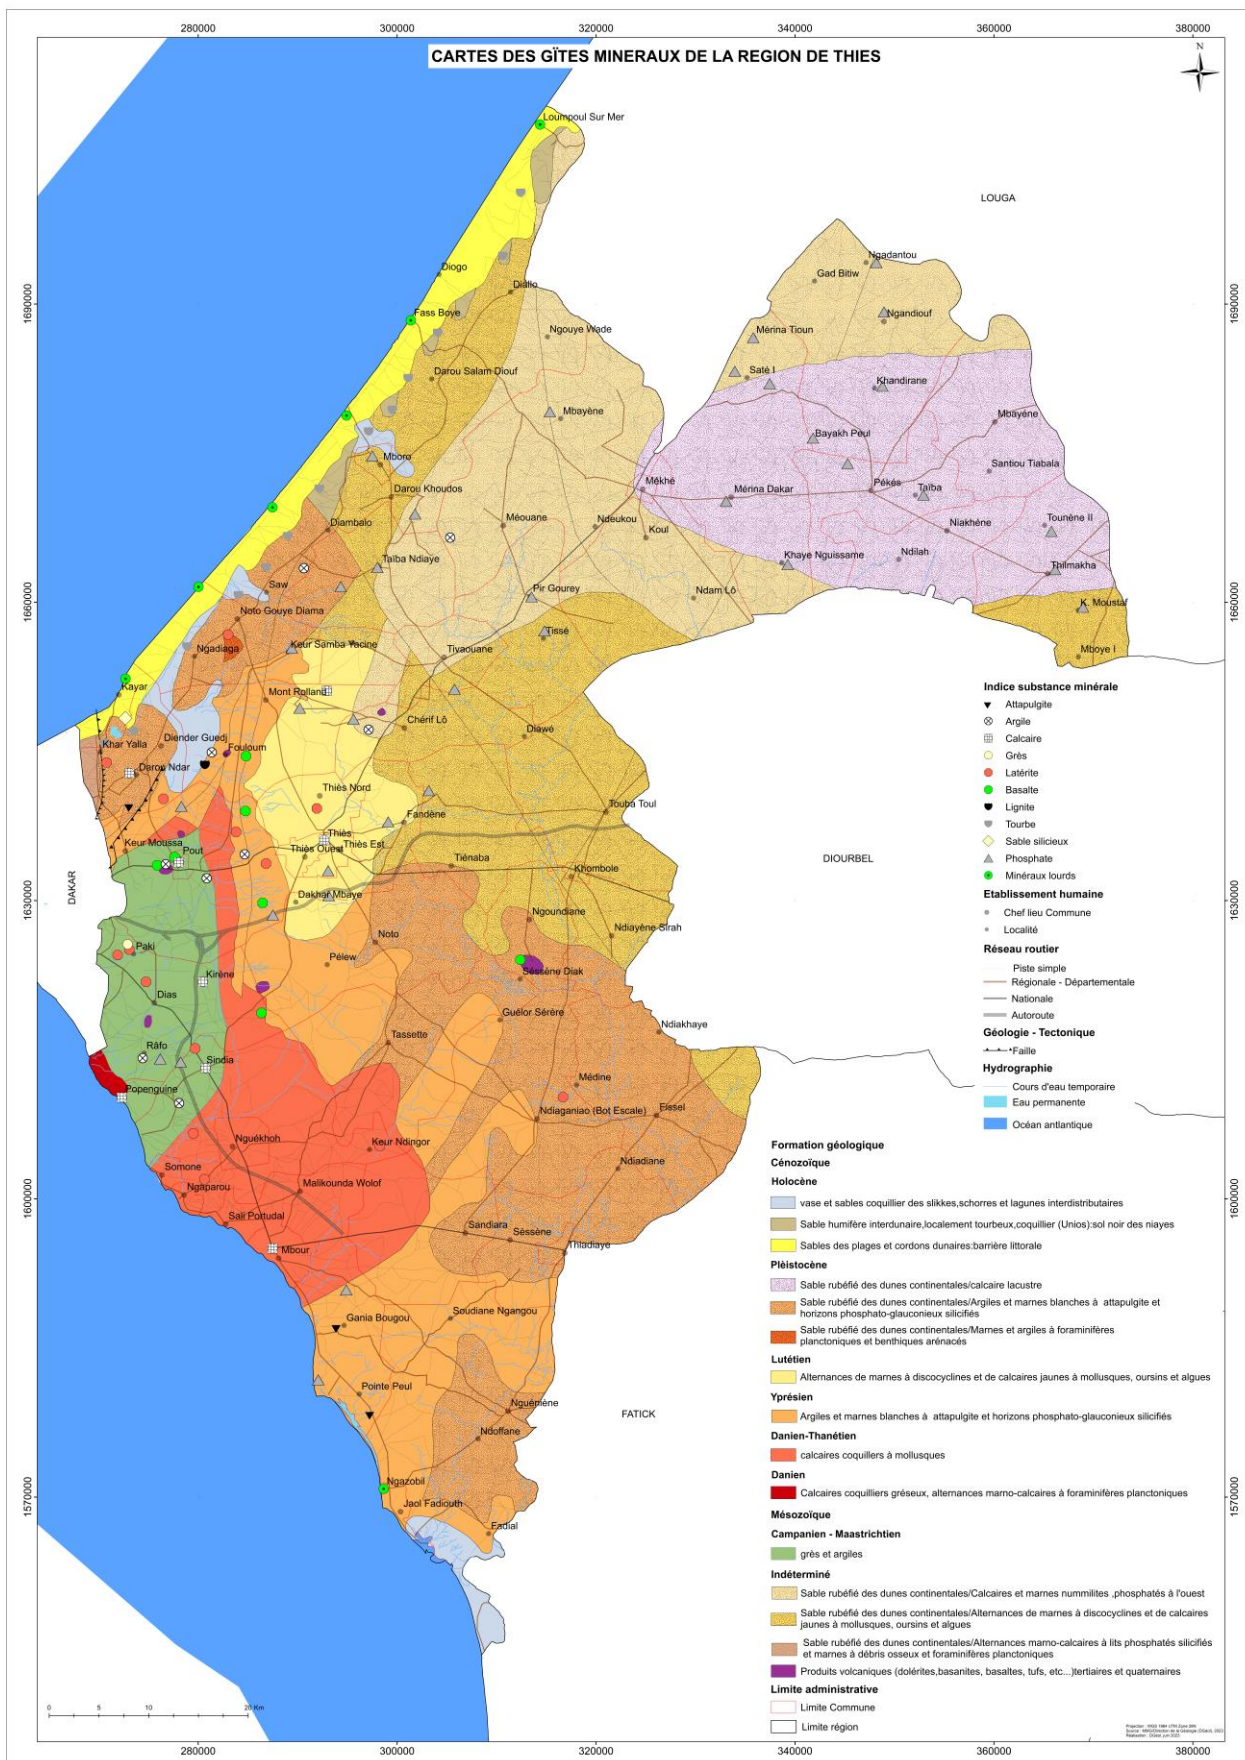 280000
300000
320000
340000
360000
380000
CARTES DES GÎTES MINERAUX DE LA REGION DE THIES
N
Loumpoul Sur Mer
LOUGA
Ngadantou
Gad Bitiw
Diogo
Diallo
1690000
1690000
Fass Boye
Ngandiouf
Mérina Tioun
Ngouye Wade
Darou Salam Diouf
Saté I
Khandirane
Mbayène
Mbayène
Bayakh Peul
Mboro
Santiou Tiabala
Mékhé
Pékés
Taïba
Darou Khoudos
Mérina Dakar
Diambalo
Méouane
Ndeukou
Koul
Niakhène
Tounène II
Taïba Ndiaye
Khaye Nguissame
Ndilah
Thilmakha
Saw
Pir Gourey
Ndam Lô
1660000
1660000
K. Moustaf
Noto Gouye Diama
Tissé
Ngadiaga
Keur Samba Yacine
Tivaouane
Mboye I
Kayar
Mont Rolland
Chérif Lô
Diawé
Khar Yalla
Diender Guedj
Fouloum
Darou Ndar
Thiès Nord
Touba Toul
Fandène
Keur Moussa
Pout
Thiès
Thiès Ouest
Thiès Est
Tiénaba
Khombole
DIOURBEL
DAKAR
Dakhar Mbaye
1630000
1630000
Ngoundiane
Ndiayène Sirah
Noto
Paki
Pélew
Séssène Diak
Kirène
Dias
Guélor Sérère
Ndiakhaye
Tassette
Râfo
Sindia
Médine
Popenguine
Ndiaganiao (Bot Escale)
Fissel
Nguékhoh
Keur Ndingor
Ndiadiane
Somone
Ngaparou
Malikounda Wolof
1600000
1600000
Sali Portudal
Sandiara
Séssène
Mbour
Thiadiaye
Gania Bougou
Soudiane Ngangou
Pointe Peul
Nguéniène
FATICK
Ndoffane
Ngazobil
1570000
1570000
Jaol Fadiouth
Fadial
Indice substance minérale
Attapulgite
Argile
Calcaire
Grès
Latérite
Basalte
Lignite
Tourbe
Sable silicieux
Phosphate
Minéraux lourds
Etablissement humaine
Chef lieu Commune
Localité
Réseau routier
Piste simple
Régionale - Départementale
Nationale
Autoroute
Géologie - Tectonique
Faille
Hydrographie
Cours d'eau temporaire
Eau permanente
Océan antlantique
Formation géologique
Cénozoïque
Holocène
vase et sables coquillier des slikkes,schorres et lagunes interdistributaires
Sable humifère interdunaire,localement tourbeux,coquillier (Unios):sol noir des niayes
Sables des plages et cordons dunaires:barrière littorale
Plèistocène
Sable rubéfié des dunes continentales/calcaire lacustre
Sable rubéfié des dunes continentales/Argiles et marnes blanches à attapulgite et
horizons phosphato-glauconieux silicifiés
Sable rubéfié des dunes continentales/Marnes et argiles à foraminifères
planctoniques et benthiques arénacés
Lutétien
Alternances de marnes à discocyclines et de calcaires jaunes à mollusques, oursins et algues
Yprésien
Argiles et marnes blanches à attapulgite et horizons phosphato-glauconieux silicifiés
Danien-Thanétien
calcaires coquillers à mollusques
Danien
Calcaires coquilliers gréseux, alternances marno-calcaires à foraminifères planctoniques
Mésozoïque
Campanien - Maastrichtien
grès et argiles
Indéterminé
Sable rubéfié des dunes continentales/Calcaires et marnes nummilites ,phosphatés à l'ouest
Sable rubéfié des dunes continentales/Alternances de marnes à discocyclines et de calcaires
jaunes à mollusques, oursins et algues
Sable rubéfié des dunes continentales/Alternances marno-calcaires à lits phosphatés silicifiés
et marnes à débris osseux et foraminifères planctoniques
Produits volcaniques (dolérites,basanites, basaltes, tufs, etc...)tertiaires et quaternaires
Limite administrative
Limite Commune
Limite région
0
5
10
20 Km
280000
300000
320000
340000
360000
380000